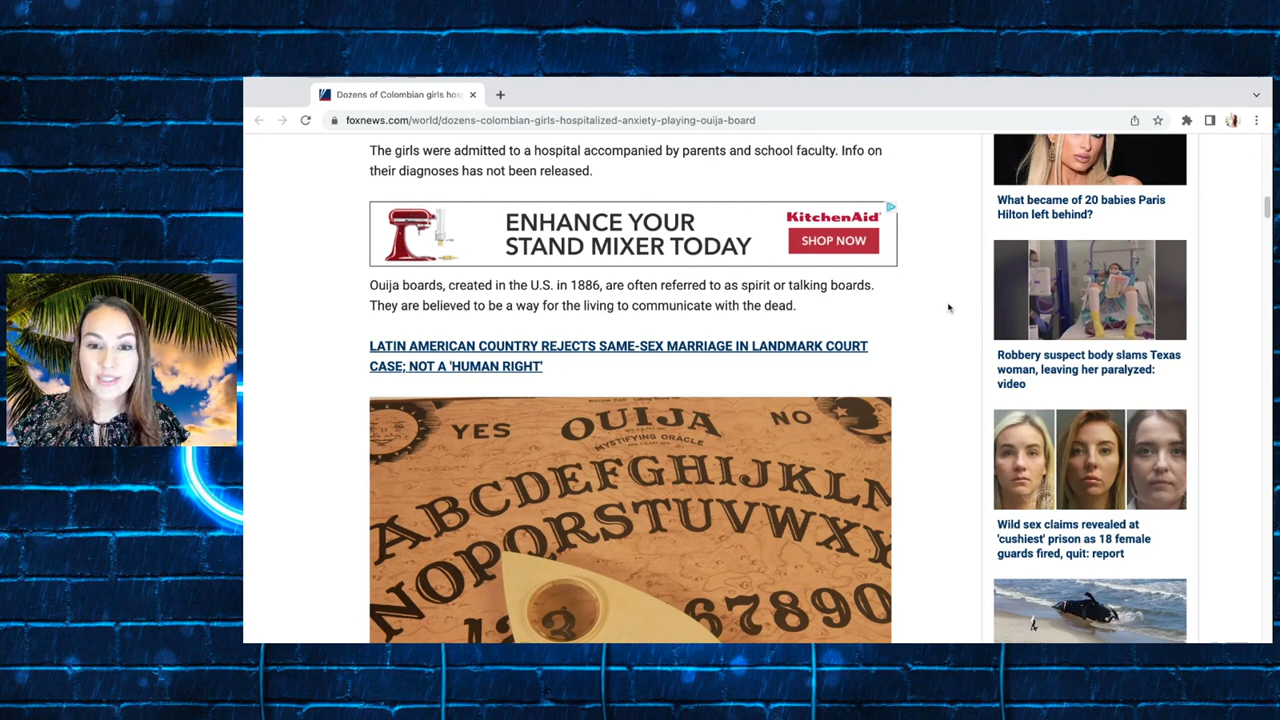 Dozens of Colombian girls hos
foxnews.com/world/dozens-colombian-girls-hospitalized-anxiety-playing-ouija-board
The girls were admitted to a hospital accompanied by parents and school faculty. Info on
their diagnoses has not been released.
ENHANCE YOUR
STAND MIXER TODAY
KitchenAid
SHOP NOW
Ouija boards, created in the U.S. in 1886, are often referred to as spirit or talking boards.
They are believed to be a way for the living to communicate with the dead.
LATIN AMERICAN COUNTRY REJECTS SAME-SEX MARRIAGE IN LANDMARK COURT
CASE; NOT A 'HUMAN RIGHT'
YES OUIJA NO
MYSTIFYING ORACLE
ABCDEFGHIJKLM
NOPQRSTUVWXY
123 67890
What became of 20 babies Paris
Hilton left behind?
Robbery suspect body slams Texas
woman, leaving her paralyzed:
video
Wild sex claims revealed at
'cushiest' prison as 18 female
guards fired, quit: report